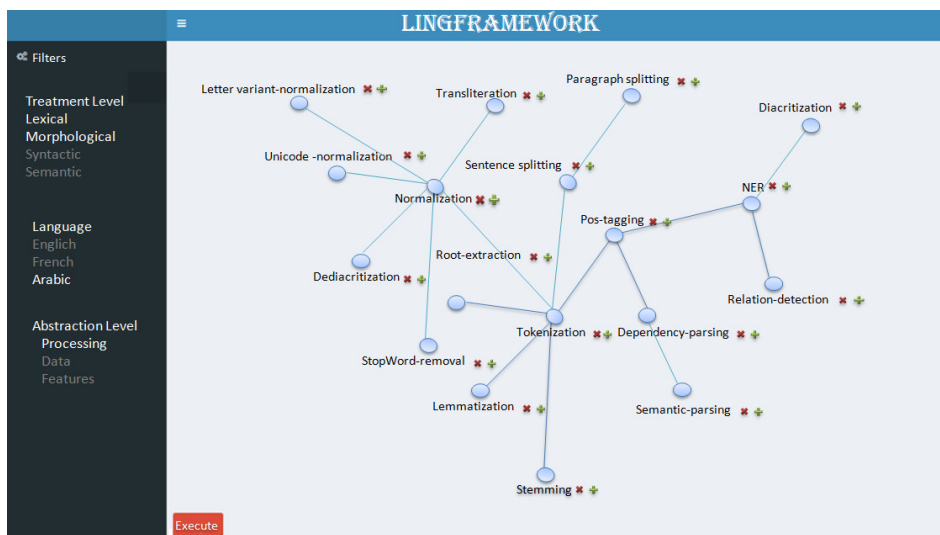 LINGFRAMEWORK
Filters
Treatment Level
Lexical
Morphological
Syntactic
Semantic
Language
Englich
French
Arabic
Abstraction Level
Processing
Data
Features
Letter variant-normalization
Transliteration
Paragraph splitting
Diacritization
Unicode -normalization
Sentence splitting
NER
Normalization
Pos-tagging
Root-extraction
Dediacritization
Relation-detection
Tokenization
Dependency-parsing
StopWord-removal
Lemmatization
Semantic-parsing
Stemming
Execute